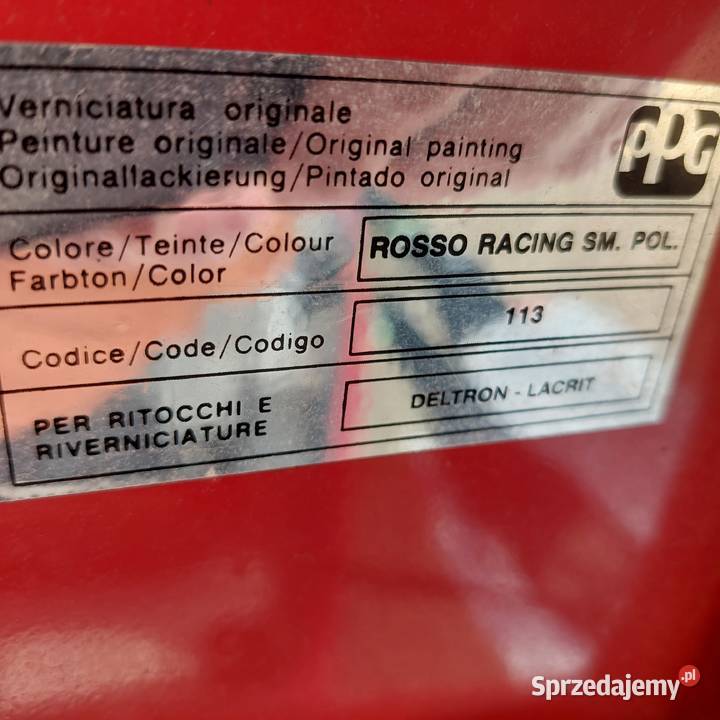 Verniciatura originale
Peinture originale/Original painting
Originallackierung/Pintado original
PPG
Colore/Teinte/Colour
Farbton/Color
ROSSO RACING SM. POL.
Codice/Code/Codigo
113
PER RITOCCHI E
RIVERNICIATURE
DELTRON - LACRIT
Sprzedajemy.pl